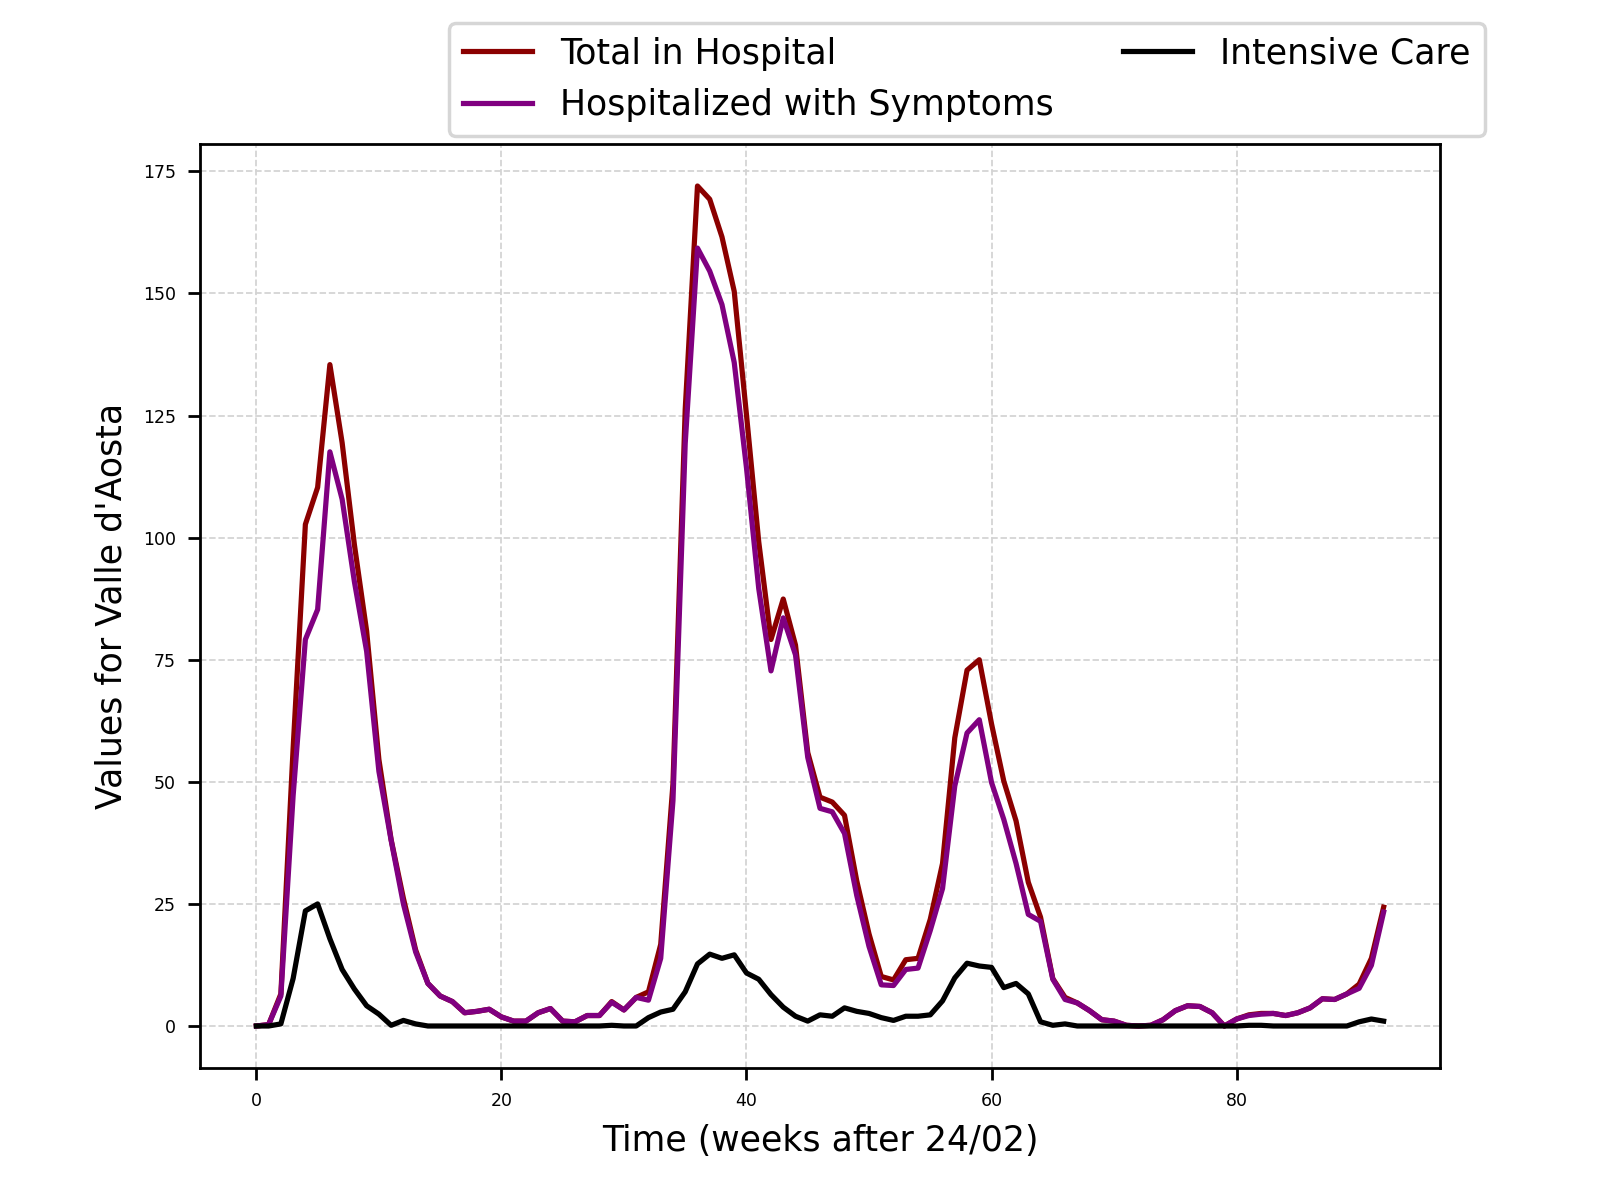 Total in Hospital
Hospitalized with Symptoms
Intensive Care
Values for Valle d'Aosta
175
150
125
100
75
50
25
0
0 20 40 60 80
Time (weeks after 24/02)